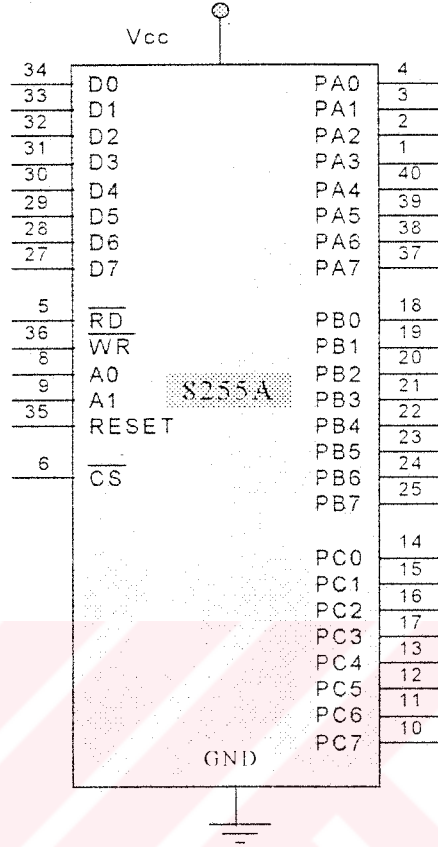 Vcc
34 D0 PA0 4
33 D1 PA1 3
32 D2 PA2 2
31 D3 PA3 1
30 D4 PA4 40
29 D5 PA5 39
28 D6 PA6 38
27 D7 PA7 37
5 RD PB0 18
36 WR PB1 19
8 A0 PB2 20
9 A1 8255A PB3 21
35 RESET PB4 22
PB5 23
6 CS PB6 24
PB7 25
PC0 14
PC1 15
PC2 16
PC3 17
PC4 13
PC5 12
PC6 11
PC7 10
GND